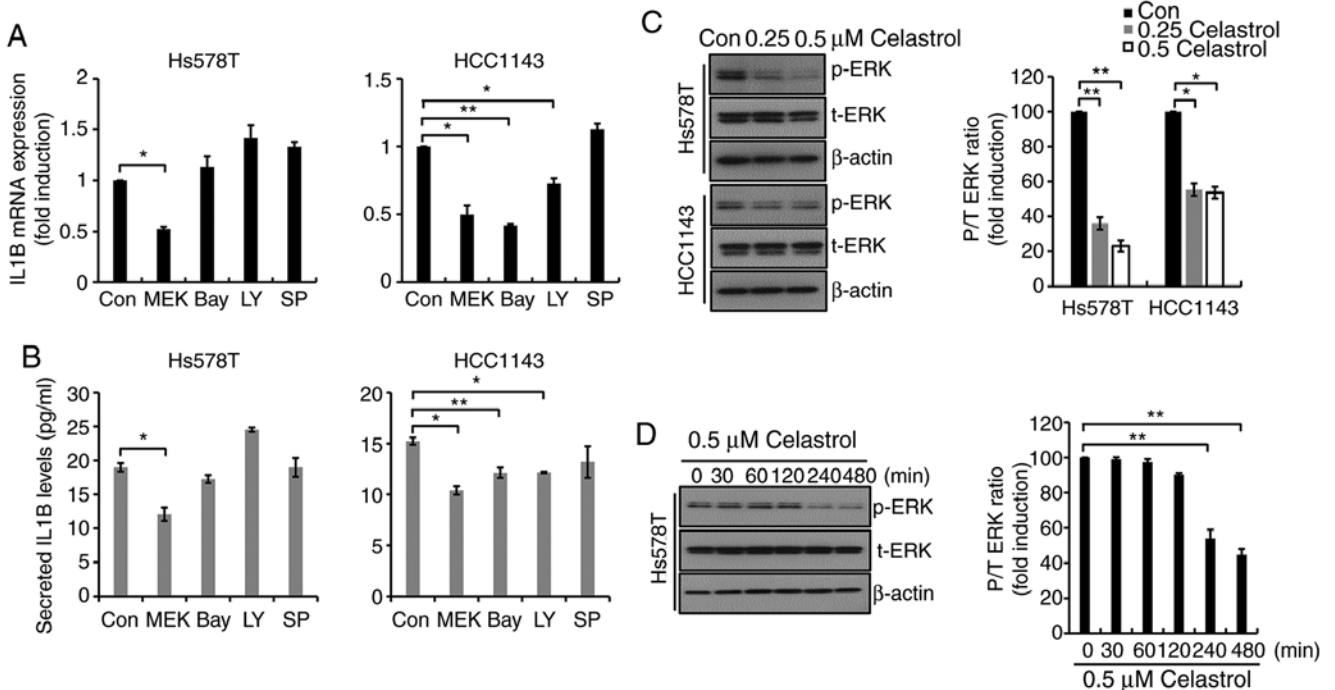 A
Hs578T
IL1B mRNA expression
(fold induction)
2
1.5
1
0.5
0
*
Con MEK Bay LY SP
HCC1143
1.5
1
0.5
0
*
**
*
Con MEK Bay LY SP
B
Hs578T
Secreted IL1B levels (pg/ml)
30
25
20
15
10
5
0
*
Con MEK Bay LY SP
HCC1143
20
15
10
5
0
*
**
*
Con MEK Bay LY SP
C
Con 0.25 0.5 μM Celastrol
Hs578T
p-ERK
t-ERK
β-actin
HCC1143
p-ERK
t-ERK
β-actin
Con
0.25 Celastrol
0.5 Celastrol
P/T ERK ratio
(fold induction)
120
100
80
60
40
20
0
**
**
*
*
Hs578T HCC1143
D
0.5 μM Celastrol
0 30 60 120 240 480 (min)
Hs578T
p-ERK
t-ERK
β-actin
P/T ERK ratio
(fold induction)
120
100
80
60
40
20
0
**
**
0 30 60 120 240 480 (min)
0.5 μM Celastrol